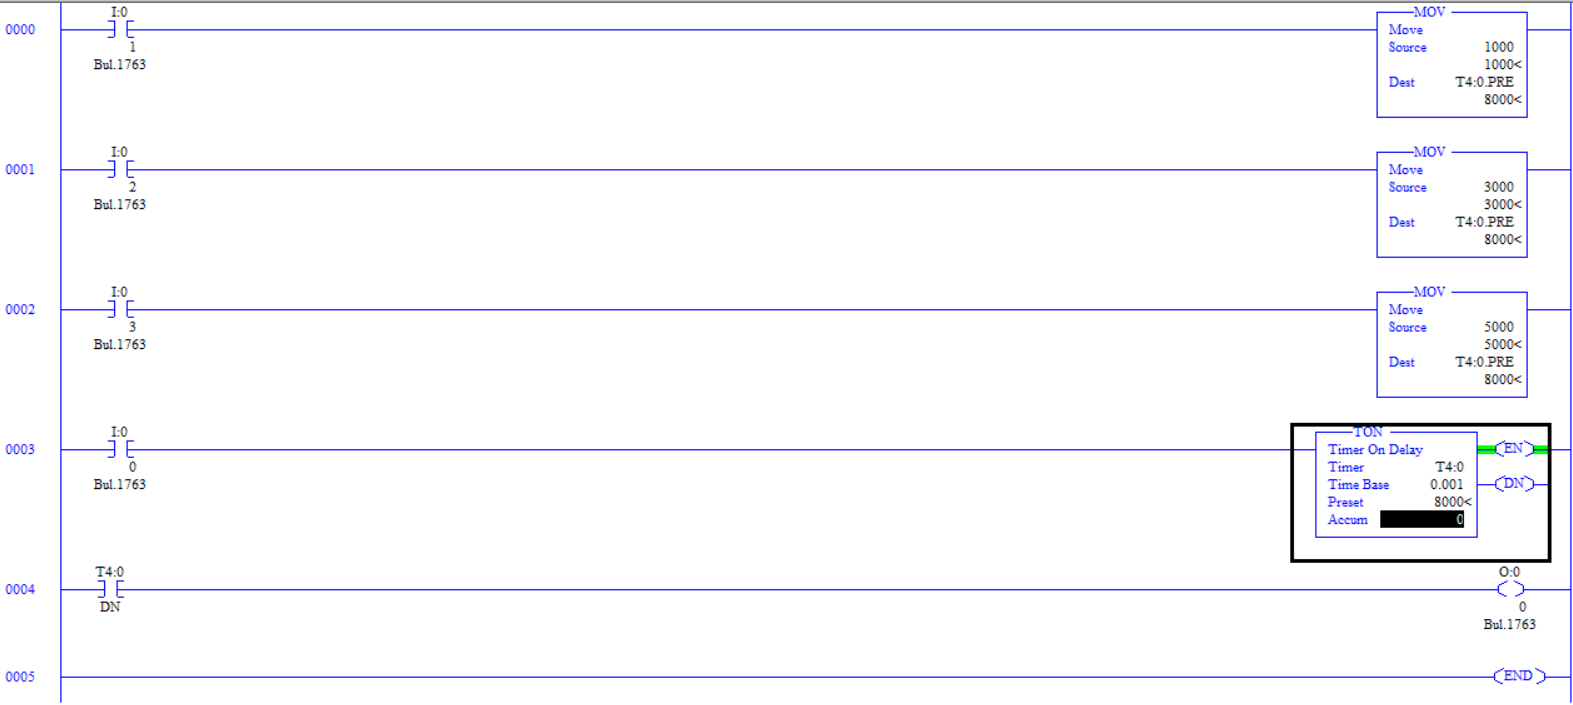 I:0
MOV
0000
Move
1
Source 1000
Bul.1763
1000<
Dest T4:0.PRE
8000<
I:0
MOV
0001
Move
2
Source 3000
Bul.1763
3000<
Dest T4:0.PRE
8000<
I:0
MOV
0002
Move
3
Source 5000
Bul.1763
5000<
Dest T4:0.PRE
8000<
I:0
TON
0003
Timer On Delay EN
0
Timer T4:0
Bul.1763
Time Base 0.001 DN
Preset 8000<
Accum 0
T4:0
O:0
0004
DN
0
Bul.1763
0005 END